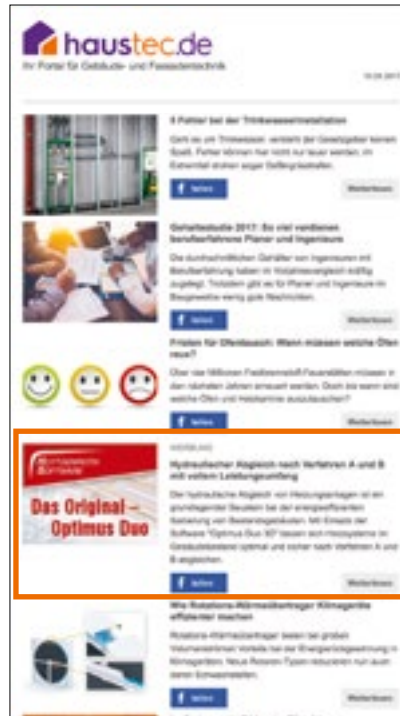 haustec.de
Ihr Portal für Gebäude- und Fassadentechnik
Fehler bei der Trinkwasserinstallation
Geht es um Trinkwasser, versteht der Gesetzgeber keinen
Spaß. Fehler können hier nicht nur teuer werden, im
Extremfall drohen sogar Gefängnisstrafen.
f teilen
Weiterlesen
Gehaltsstudie 2017: So viel verdienen
berufserfahrene Planer und Ingenieure
Die durchschnittlichen Gehälter von Ingenieuren mit
Berufserfahrung haben im Vorjahresvergleich kräftig
zugelegt. Trotzdem gibt es für Planer und Ingenieure im
Baugewerbe wenig gute Nachrichten.
f teilen
Weiterlesen
Fristen für Ofentausch: Wann müssen welche Öfen
raus?
Über vier Millionen Festbrennstoff-Feuerstätten müssen in
den nächsten Jahren erneuert werden. Doch bis wann sind
welche Öfen und Heizkamine auszutauschen?
f teilen
Weiterlesen
WERBUNG
HOTTGENROTH
SOFTWARE
Das Original –
Optimus Duo
Hydraulischer Abgleich nach Verfahren A und B
mit vollem Leistungsumfang
Der hydraulische Abgleich von Heizungsanlagen ist ein
grundlegender Baustein bei der energieeffizienten
Sanierung von Bestandsgebäuden. Mit Einsatz der
Software "Optimus Duo 3D" lassen sich Heizsysteme im
Gebäudebestand optimal und sicher nach Verfahren A und
B abgleichen.
f teilen
Weiterlesen
Wie Rotations-Wärmeübertrager Klimageräte
effizienter machen
Rotations-Wärmeübertrager bieten bei großen
Volumenströmen Vorteile bei der Energierückgewinnung in
Klimageräten. Neue Rotoren-Typen reduzieren nun auch
deren Schwachstellen.
f teilen
Weiterlesen